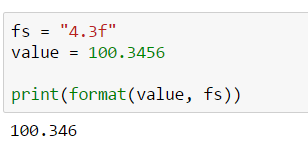 fs = "4.3f"
value = 100.3456
print(format(value, fs))
100.346